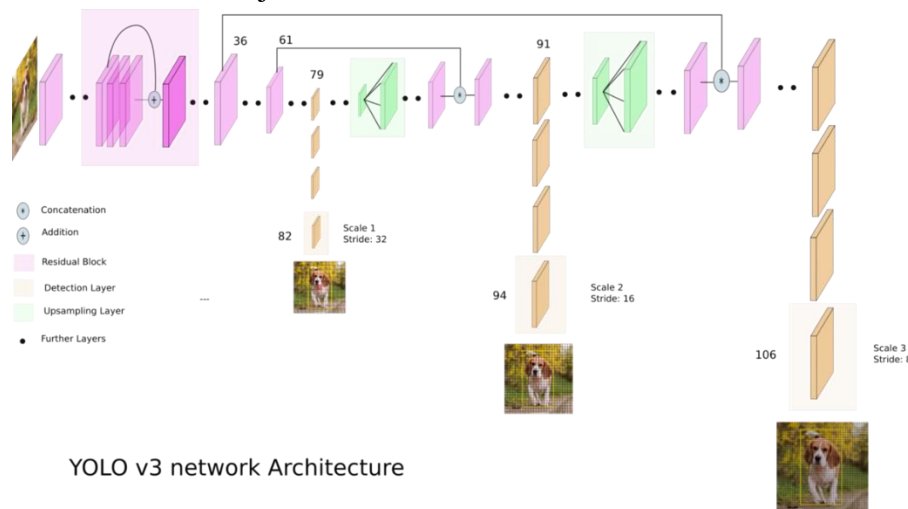 36
61
91
79
Concatenation
Addition
Residual Block
Detection Layer
Upsampling Layer
Further Layers
...
82
Scale 1
Stride: 32
94
Scale 2
Stride: 16
106
Scale 3
Stride:
YOLO v3 network Architecture